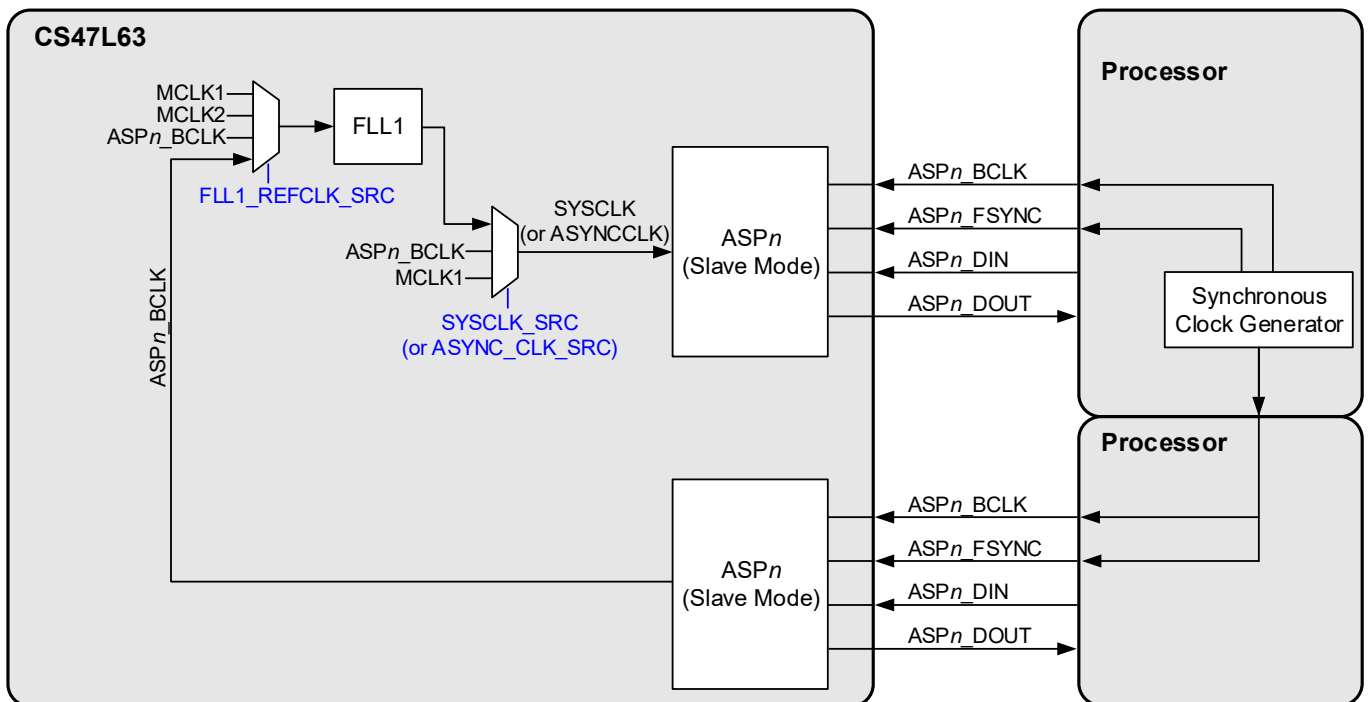 CS47L63
MCLK1
MCLK2
ASPn_BCLK
FLL1
FLL1_REFCLK_SRC
SYSCLK
(or ASYNCCLK)
ASPn_BCLK
MCLK1
SYSCLK_SRC
(or ASYNC_CLK_SRC)
ASPn_BCLK
ASPn
(Slave Mode)
ASPn_BCLK
ASPn_FSYNC
ASPn_DIN
ASPn_DOUT
Processor
Synchronous
Clock Generator
ASPn
(Slave Mode)
ASPn_BCLK
ASPn_FSYNC
ASPn_DIN
ASPn_DOUT
Processor